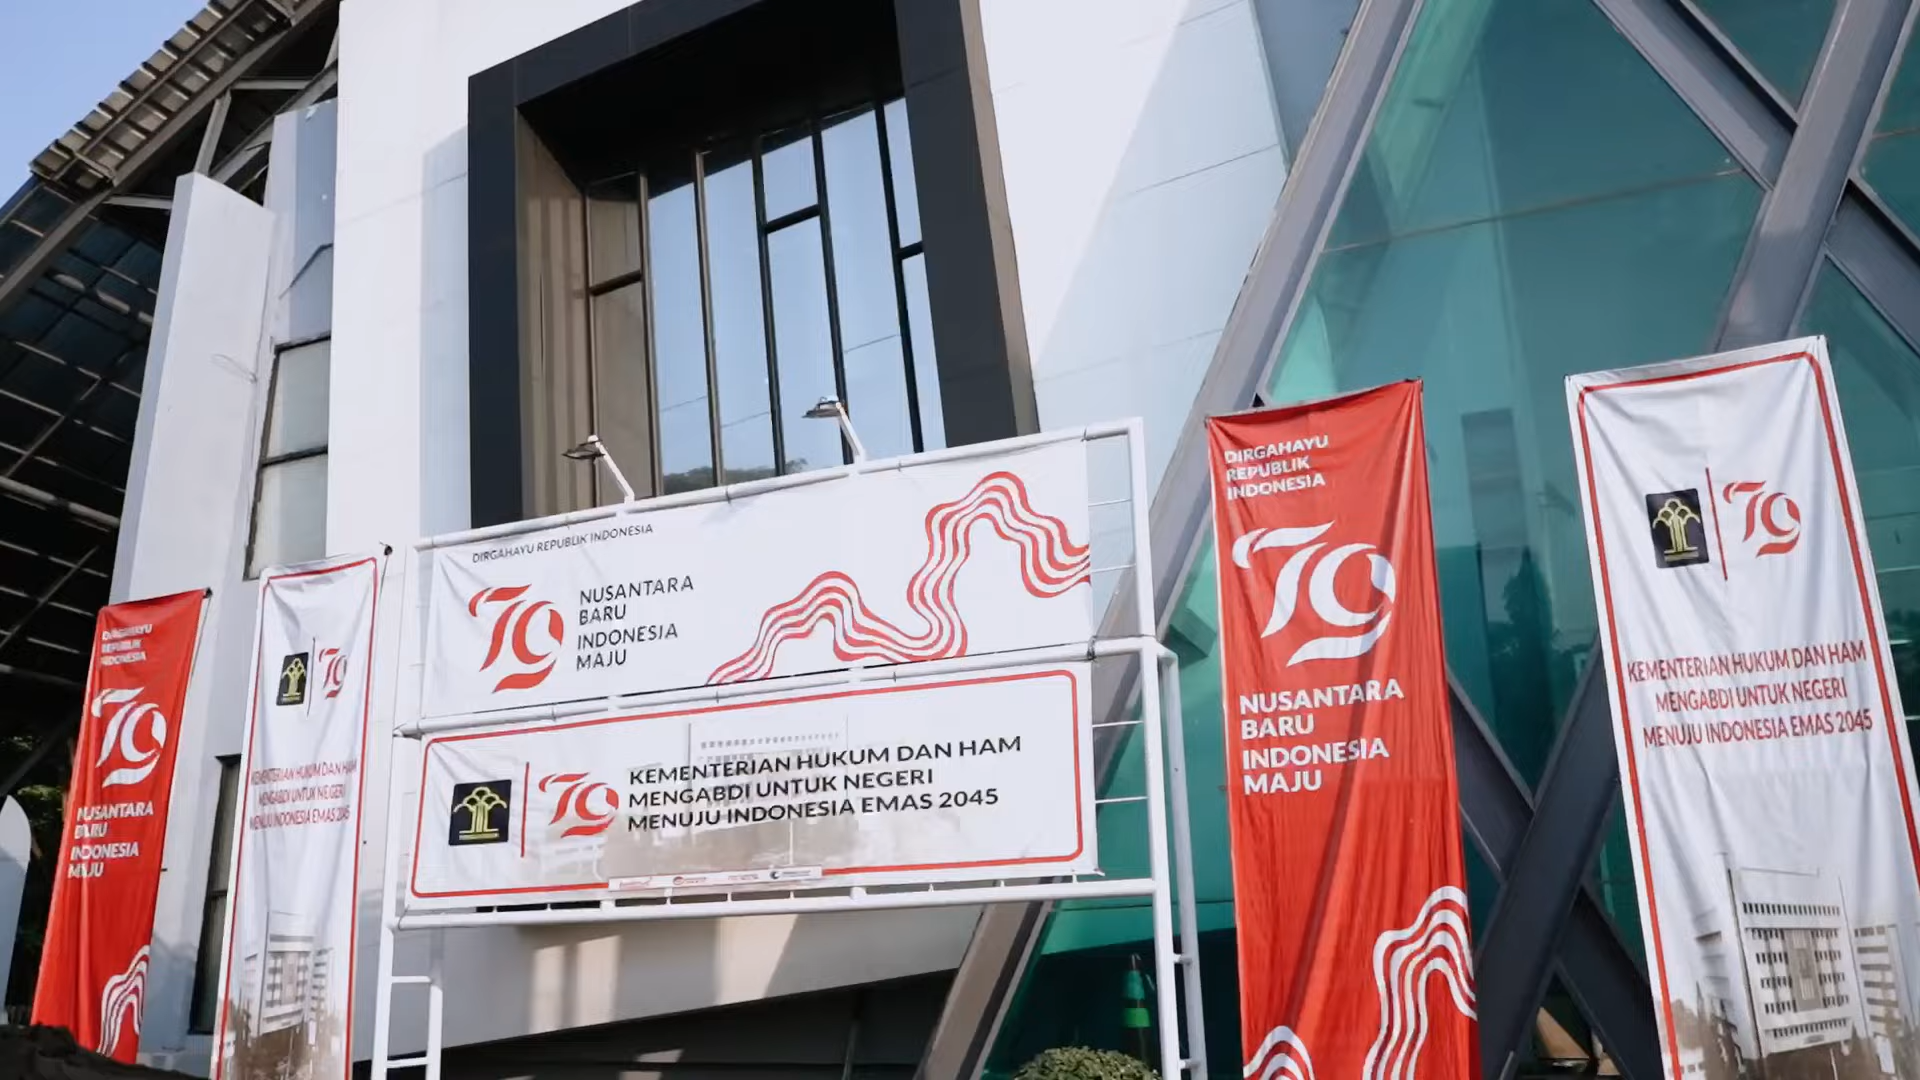 DIRGAHAYU
REPUBLIK
INDONESIA
79
NUSANTARA
BARU
INDONESIA
MAJU
79
KEMENTERIAN HUKUM DAN HAM
MENGABDI UNTUK NEGERI
MENUJU INDONESIA EMAS 2045
DIRGAHAYU REPUBLIK INDONESIA
79
NUSANTARA
BARU
INDONESIA
MAJU
79
KEMENTERIAN HUKUM DAN HAM
MENGABDI UNTUK NEGERI
MENUJU INDONESIA EMAS 2045
DIRGAHAYU
REPUBLIK
INDONESIA
79
NUSANTARA
BARU
INDONESIA
MAJU
79
KEMENTERIAN HUKUM DAN HAM
MENGABDI UNTUK NEGERI
MENUJU INDONESIA EMAS 2045